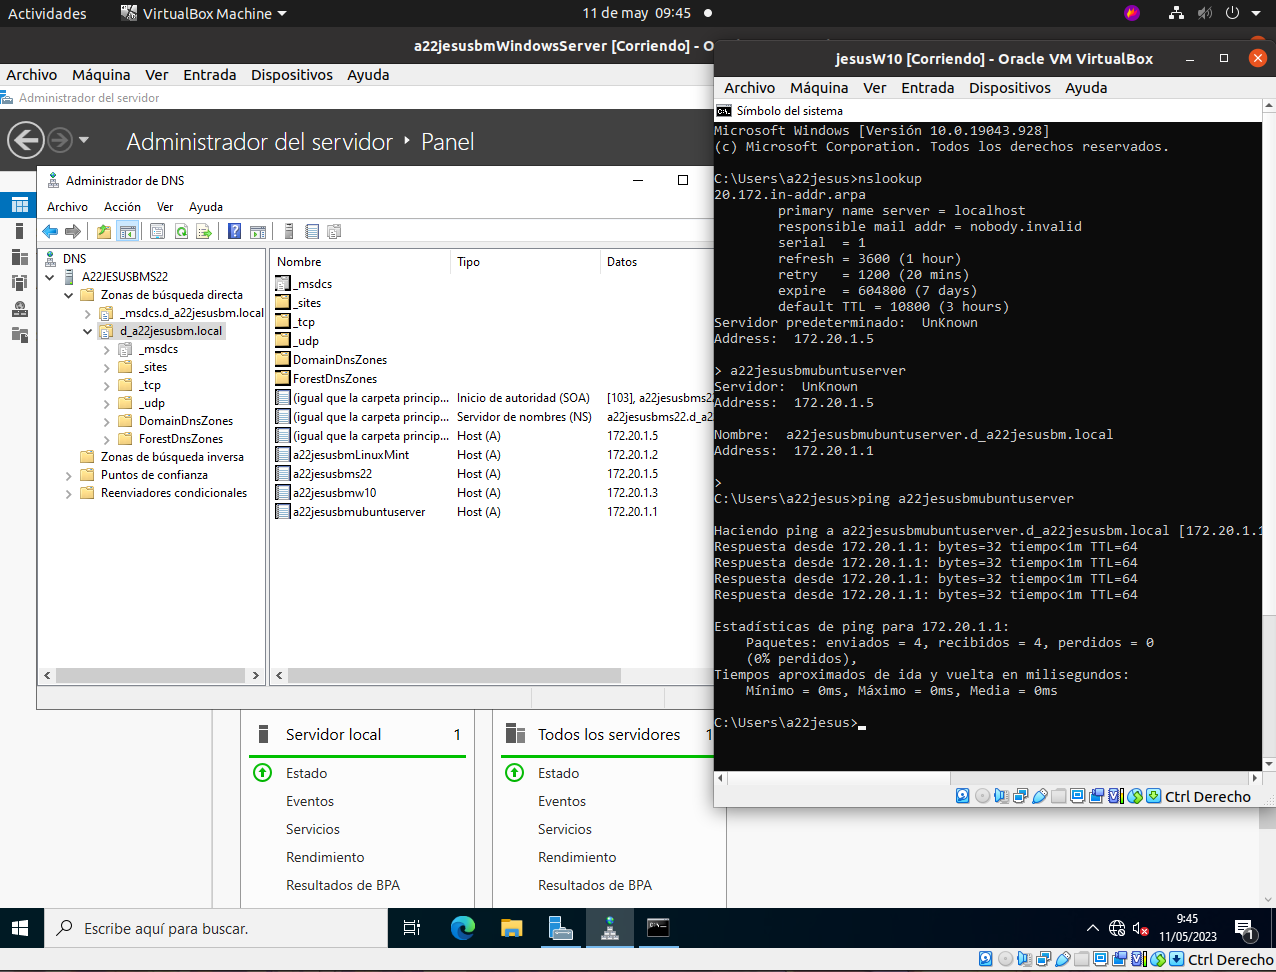 Actividades
VirtualBox Machine
11 de may 09:45
a22jesusbmWindowsServer [Corriendo] - O
Archivo Máquina Ver Entrada Dispositivos Ayuda
Administrador del servidor
Administrador del servidor Panel
Administrador de DNS
Archivo Acción Ver Ayuda
DNS
A22JESUSBMS22
Zonas de búsqueda directa
_msdcs.d_a22jesusbm.local
d_a22jesusbm.local
_msdcs
_sites
_tcp
_udp
DomainDnsZones
ForestDnsZones
Zonas de búsqueda inversa
Puntos de confianza
Reenviadores condicionales
Nombre Tipo Datos
_msdcs
_sites
_tcp
_udp
DomainDnsZones
ForestDnsZones
(igual que la carpeta princip... Inicio de autoridad (SOA) [103], a22jesusbms22
(igual que la carpeta princip... Servidor de nombres (NS) a22jesusbms22.d_a2
(igual que la carpeta princip... Host (A) 172.20.1.5
a22jesusbmLinuxMint Host (A) 172.20.1.2
a22jesusbms22 Host (A) 172.20.1.5
a22jesusbmw10 Host (A) 172.20.1.3
a22jesusbmubuntuserver Host (A) 172.20.1.1
Servidor local 1
Estado
Eventos
Servicios
Rendimiento
Resultados de BPA
Todos los servidores 1
Estado
Eventos
Servicios
Rendimiento
Resultados de BPA
jesusW10 [Corriendo] - Oracle VM VirtualBox
Archivo Máquina Ver Entrada Dispositivos Ayuda
Símbolo del sistema
Microsoft Windows [Versión 10.0.19043.928]
(c) Microsoft Corporation. Todos los derechos reservados.
C:\Users\a22jesus>nslookup
20.172.in-addr.arpa
primary name server = localhost
responsible mail addr = nobody.invalid
serial = 1
refresh = 3600 (1 hour)
retry = 1200 (20 mins)
expire = 604800 (7 days)
default TTL = 10800 (3 hours)
Servidor predeterminado: UnKnown
Address: 172.20.1.5
> a22jesusbmubuntuserver
Servidor: UnKnown
Address: 172.20.1.5
Nombre: a22jesusbmubuntuserver.d_a22jesusbm.local
Address: 172.20.1.1
>
C:\Users\a22jesus>ping a22jesusbmubuntuserver
Haciendo ping a a22jesusbmubuntuserver.d_a22jesusbm.local [172.20.1.1
Respuesta desde 172.20.1.1: bytes=32 tiempo<1m TTL=64
Respuesta desde 172.20.1.1: bytes=32 tiempo<1m TTL=64
Respuesta desde 172.20.1.1: bytes=32 tiempo<1m TTL=64
Respuesta desde 172.20.1.1: bytes=32 tiempo<1m TTL=64
Estadísticas de ping para 172.20.1.1:
Paquetes: enviados = 4, recibidos = 4, perdidos = 0
(0% perdidos),
Tiempos aproximados de ida y vuelta en milisegundos:
Mínimo = 0ms, Máximo = 0ms, Media = 0ms
C:\Users\a22jesus>_
Ctrl Derecho
Escribe aquí para buscar.
9:45
11/05/2023
1
Ctrl Derecho